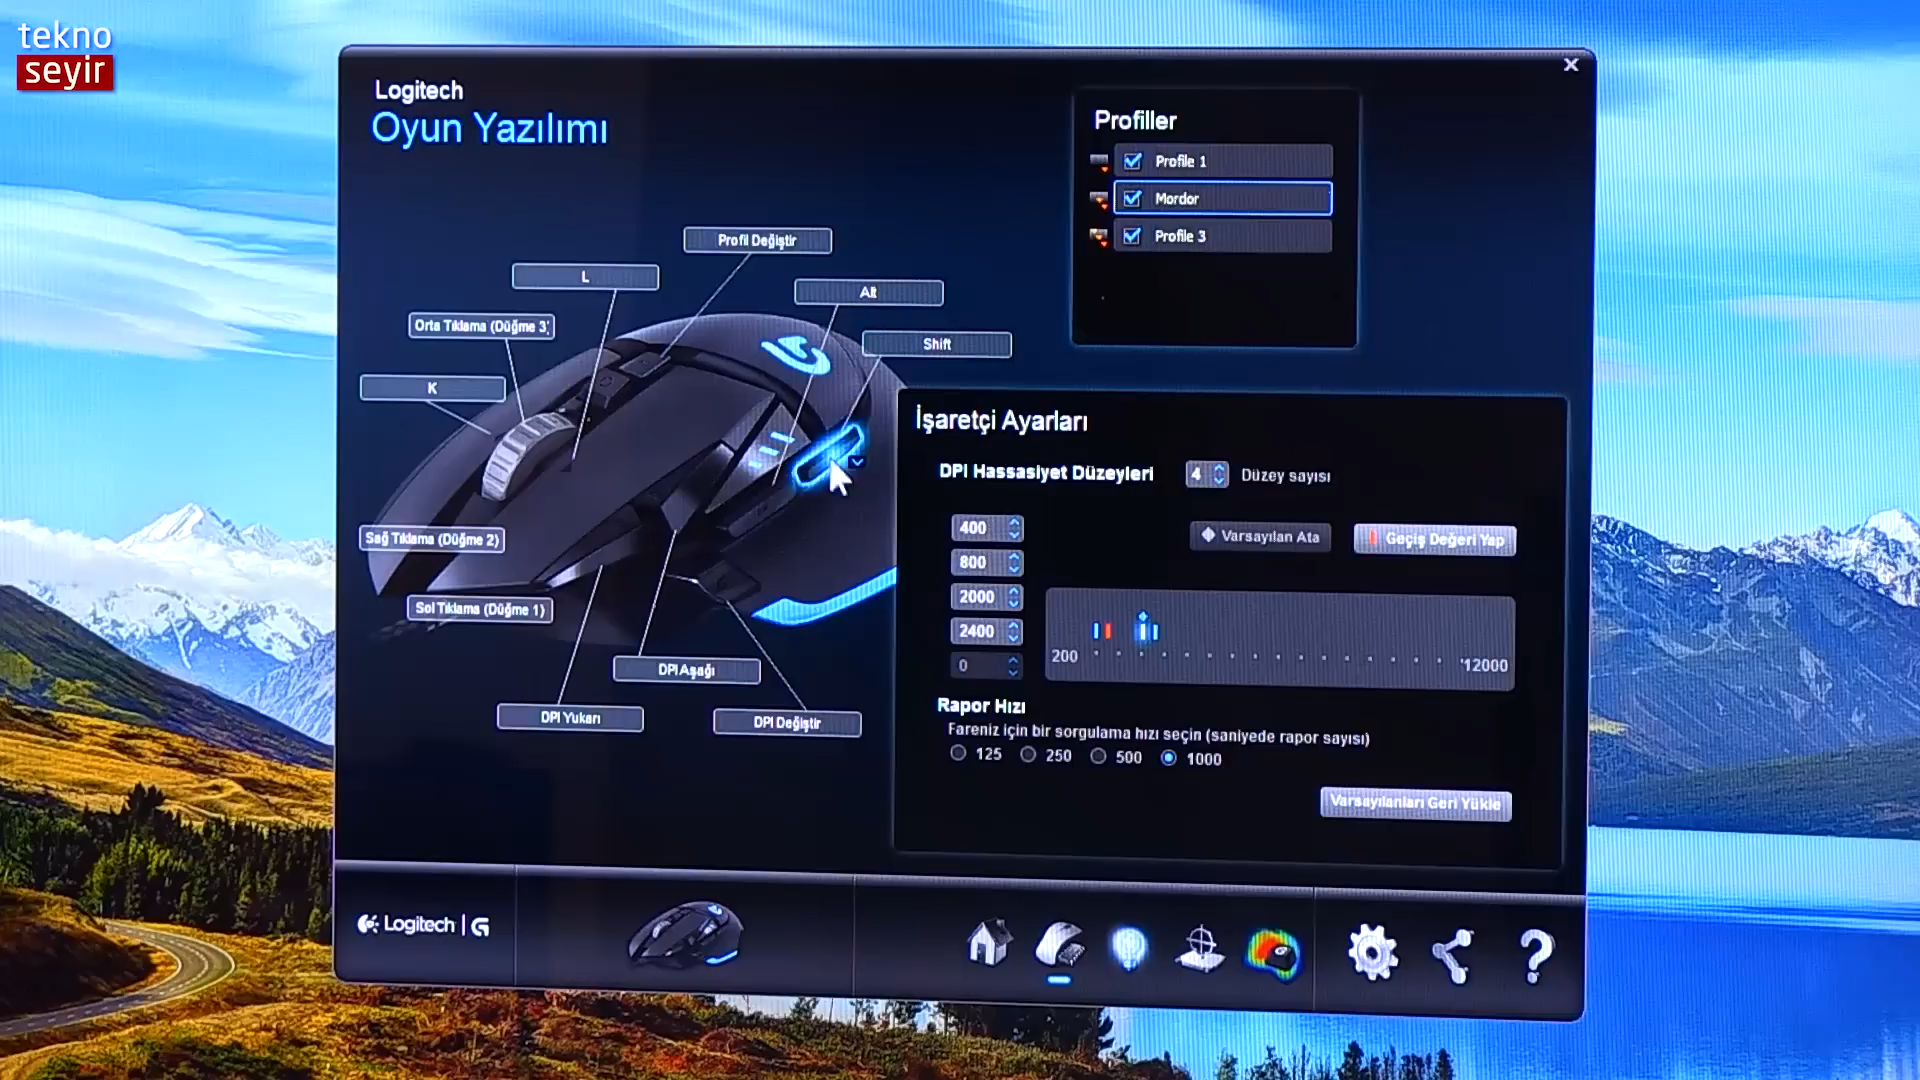 tekno
seyir
Logitech
Oyun Yazılımı
Profiller
Profile 1
Mordor
Profile 3
Profil Değiştir
L
Alt
Orta Tıklama (Düğme 3)
Shift
K
Sağ Tıklama (Düğme 2)
Sol Tıklama (Düğme 1)
DPI Aşağı
DPI Yukarı
DPI Değiştir
İşaretçi Ayarları
DPI Hassasiyet Düzeyleri
4
Düzey sayısı
400
800
2000
2400
0
Varsayılan Ata
Geçiş Değeri Yap
200
12000
Rapor Hızı
Fareniz için bir sorgulama hızı seçin (saniyede rapor sayısı)
125
250
500
1000
Varsayılanları Geri Yükle
Logitech | G